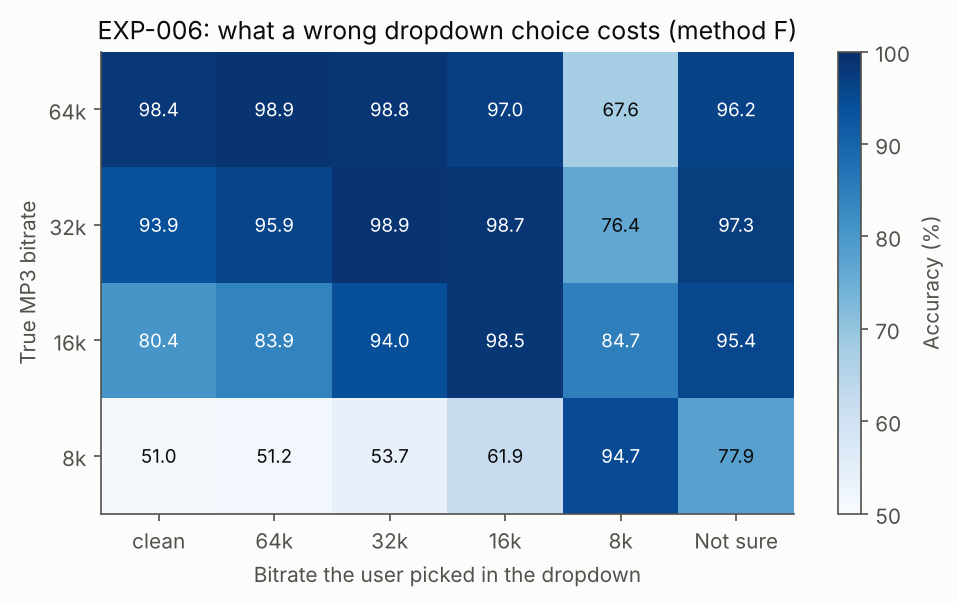 EXP-006: what a wrong dropdown choice costs (method F)
True MP3 bitrate
64k 98.4 98.9 98.8 97.0 67.6 96.2
32k 93.9 95.9 98.9 98.7 76.4 97.3
16k 80.4 83.9 94.0 98.5 84.7 95.4
8k 51.0 51.2 53.7 61.9 94.7 77.9
clean 64k 32k 16k 8k Not sure
Bitrate the user picked in the dropdown
100
90
80
70
60
50
Accuracy (%)